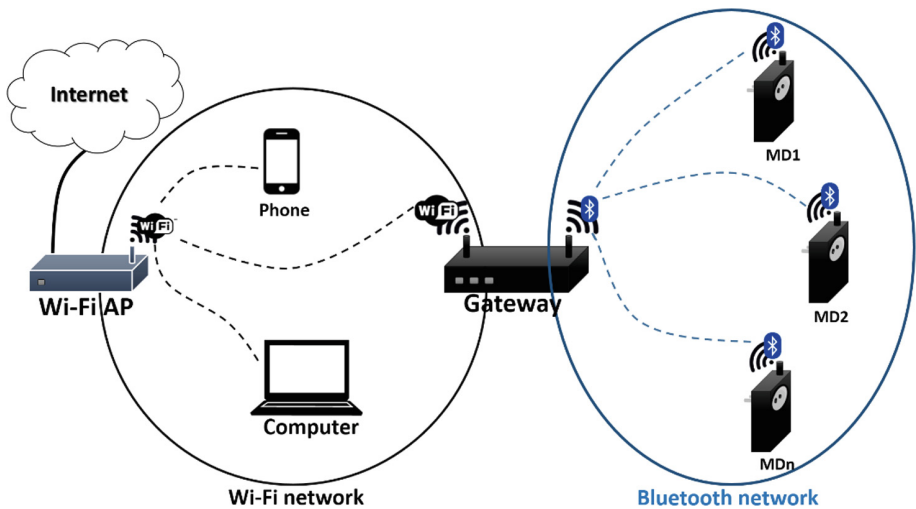 Internet
Phone
WiFi
WiFi
Wi-Fi AP
Gateway
Computer
Wi-Fi network
MD1
MD2
MDn
Bluetooth network